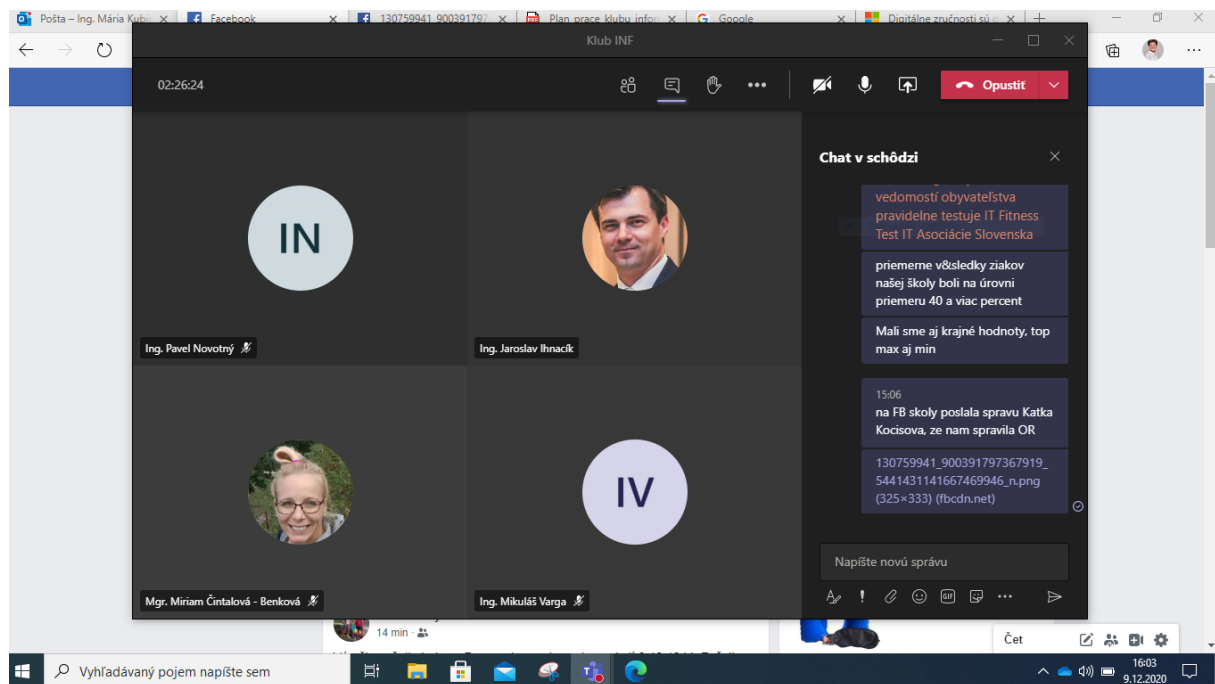 Pošta – Ing. Mária Kubic
Facebook
130759941 900391797
Plan prace klubu infor
Google
Digitálne zručnosti sú
Klub INF
02:26:24
Opustiť
Chat v schôdzi
vedomostí obyvateľstva
pravidelne testuje IT Fitness
Test IT Asociácie Slovenska
priemerne v&sledky ziakov
našej školy boli na úrovni
priemeru 40 a viac percent
Mali sme aj krajné hodnoty, top
max aj min
15:06
na FB skoly poslala spravu Katka
Kocisova, ze nam spravila OR
130759941_900391797367919_
5441431141667469946_n.png
(325×333) (fbcdn.net)
Napíšte novú správu
GIF
IN
Ing. Pavel Novotný
Ing. Jaroslav Ihnacík
Mgr. Miriam Čintalová - Benková
IV
Ing. Mikuláš Varga
14 min ·
Čet
Vyhľadávaný pojem napíšte sem
16:03
9.12.2020